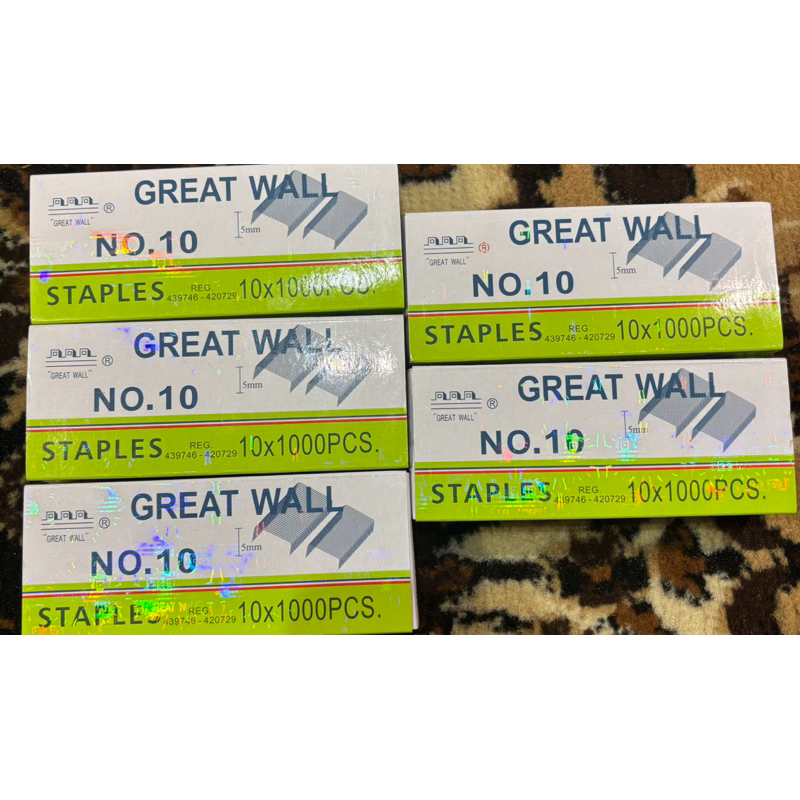 GREAT WALL
®
"GREAT WALL"
5mm
NO.10
STAPLES REG. 439746 - 420729 10x1000PCS.
GREAT WALL
®
"GREAT WALL"
5mm
NO.10
STAPLES REG. 439746 - 420729 10x1000PCS.
GREAT WALL
®
"GREAT WALL"
5mm
NO.10
STAPLES REG. 439746 - 420729 10x1000PCS.
GREAT WALL
®
"GREAT WALL"
5mm
NO.10
STAPLES REG. 439746 - 420729 10x1000PCS.
GREAT WALL
®
"GREAT WALL"
5mm
NO.10
STAPLES REG. 439746 - 420729 10x1000PCS.